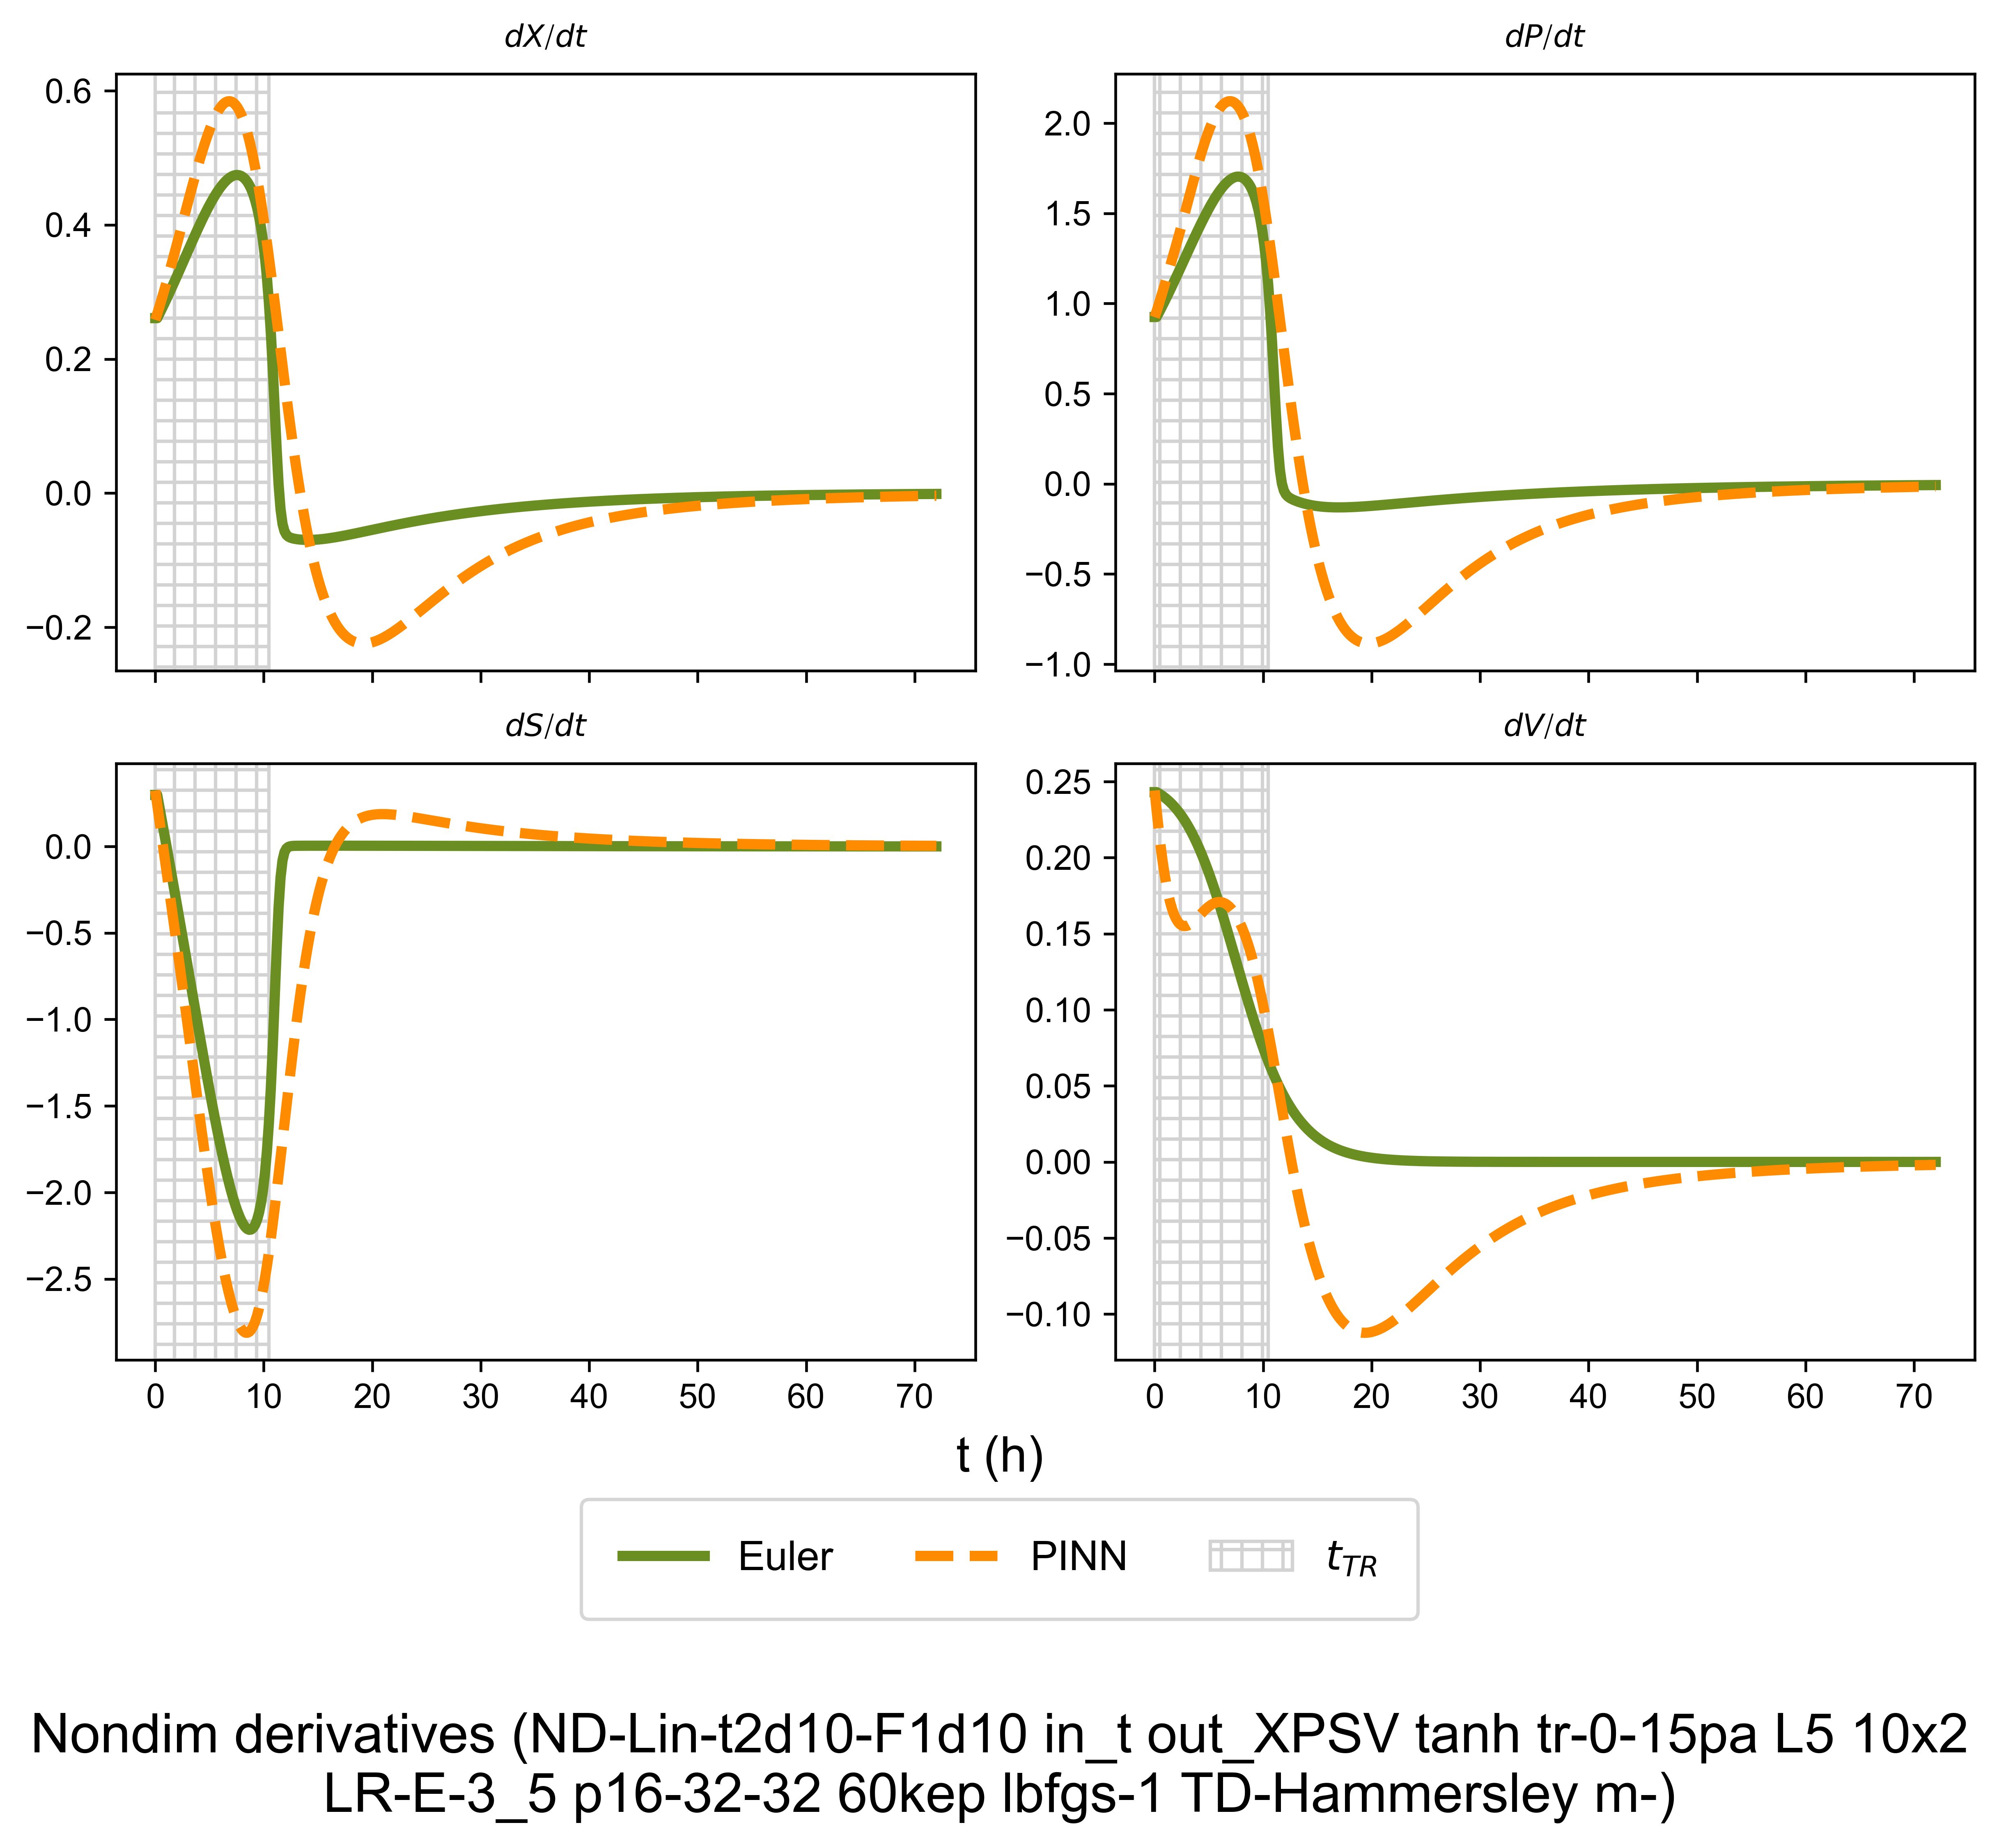 dX/dt
dP/dt
0.6
0.4
0.2
0.0
−0.2
2.0
1.5
1.0
0.5
0.0
−0.5
−1.0
dS/dt
dV/dt
0.0
−0.5
−1.0
−1.5
−2.0
−2.5
0 10 20 30 40 50 60 70
0.25
0.20
0.15
0.10
0.05
0.00
−0.05
−0.10
0 10 20 30 40 50 60 70
t (h)
Euler PINN t_TR
Nondim derivatives (ND-Lin-t2d10-F1d10 in_t out_XPSV tanh tr-0-15pa L5 10x2
LR-E-3_5 p16-32-32 60kep lbfgs-1 TD-Hammersley m-)